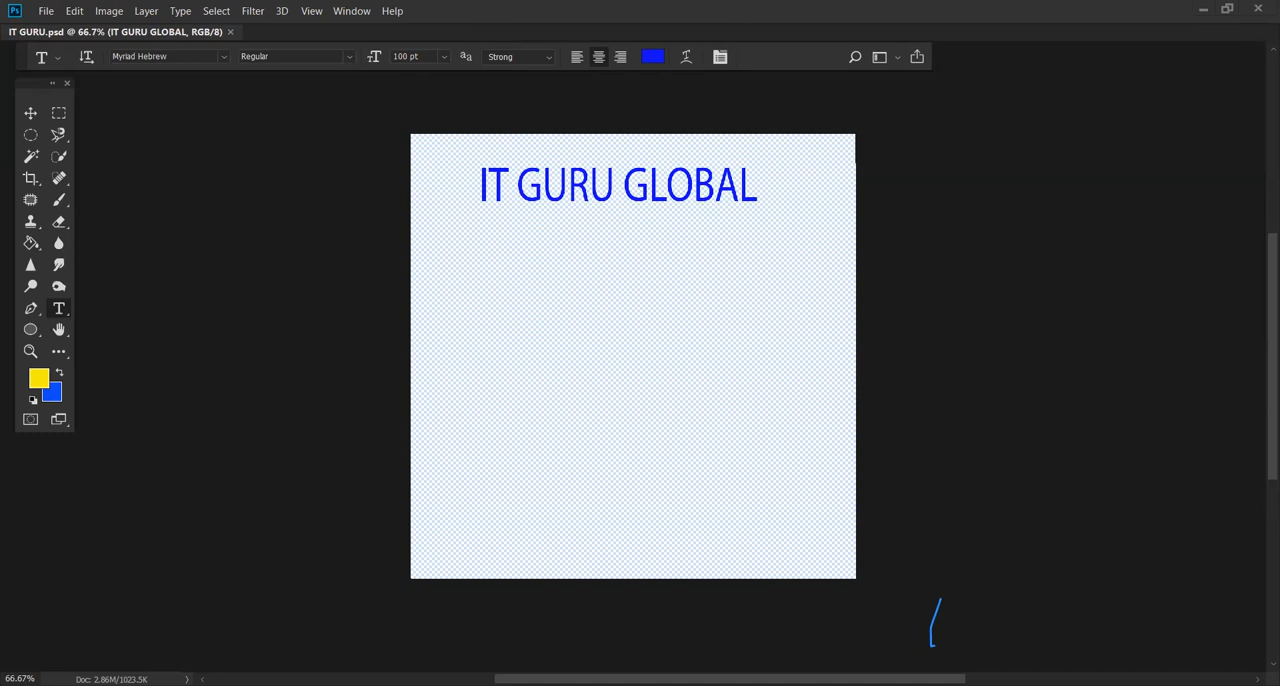 Ps File Edit Image Layer Type Select Filter 3D View Window Help
IT GURU.psd @ 66.7% (IT GURU GLOBAL, RGB/8) ×
T Myriad Hebrew Regular 100 pt aa Strong
IT GURU GLOBAL
T
66.67% Doc: 2.86M/1023.5K